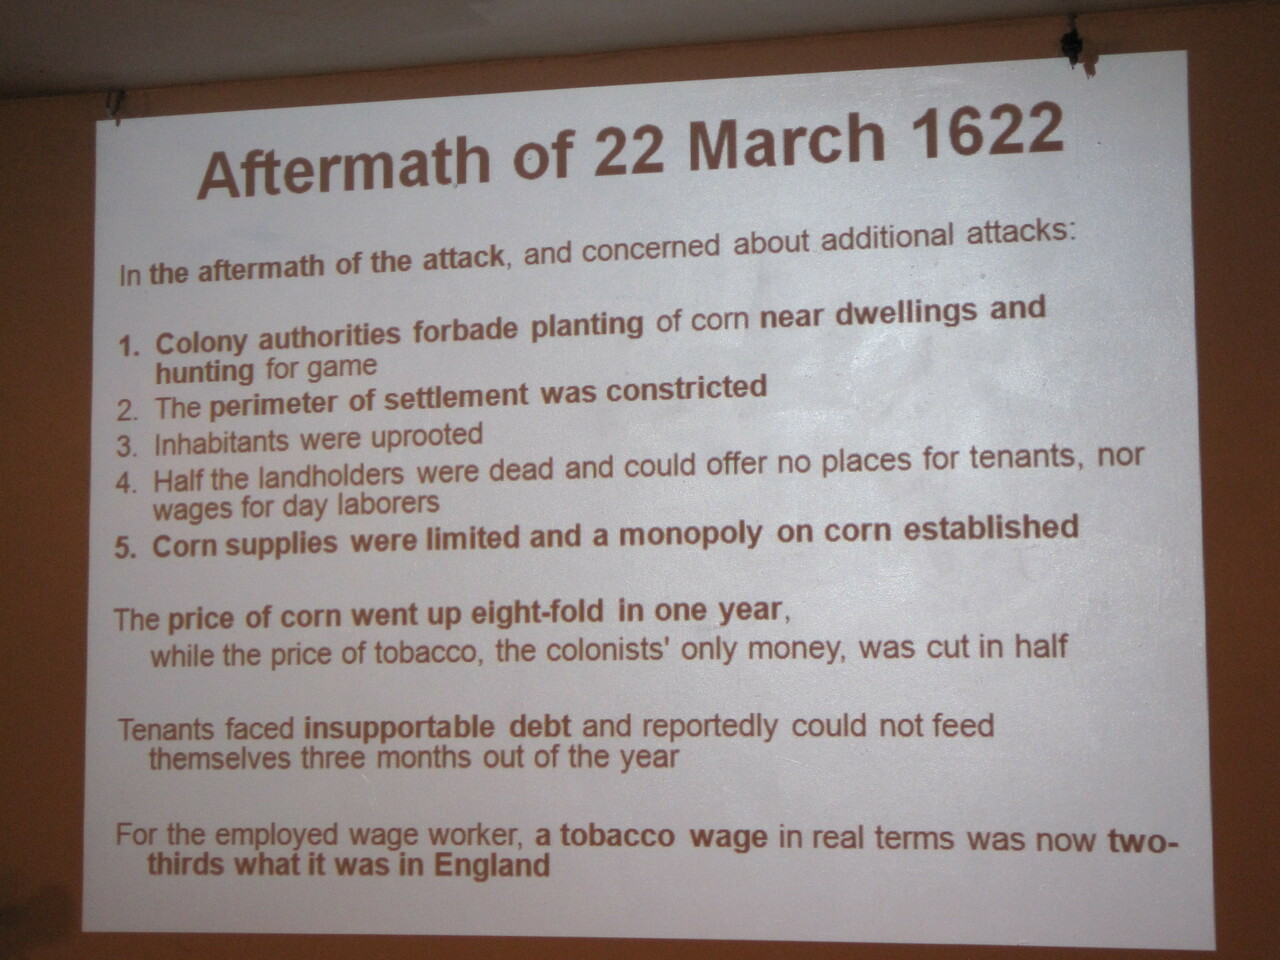 Aftermath of 22 March 1622
In the aftermath of the attack, and concerned about additional attacks:
1. Colony authorities forbade planting of corn near dwellings and
hunting for game
2. The perimeter of settlement was constricted
3. Inhabitants were uprooted
4. Half the landholders were dead and could offer no places for tenants, nor
wages for day laborers
5. Corn supplies were limited and a monopoly on corn established
The price of corn went up eight-fold in one year,
while the price of tobacco, the colonists' only money, was cut in half
Tenants faced insupportable debt and reportedly could not feed
themselves three months out of the year
For the employed wage worker, a tobacco wage in real terms was now two-
thirds what it was in England